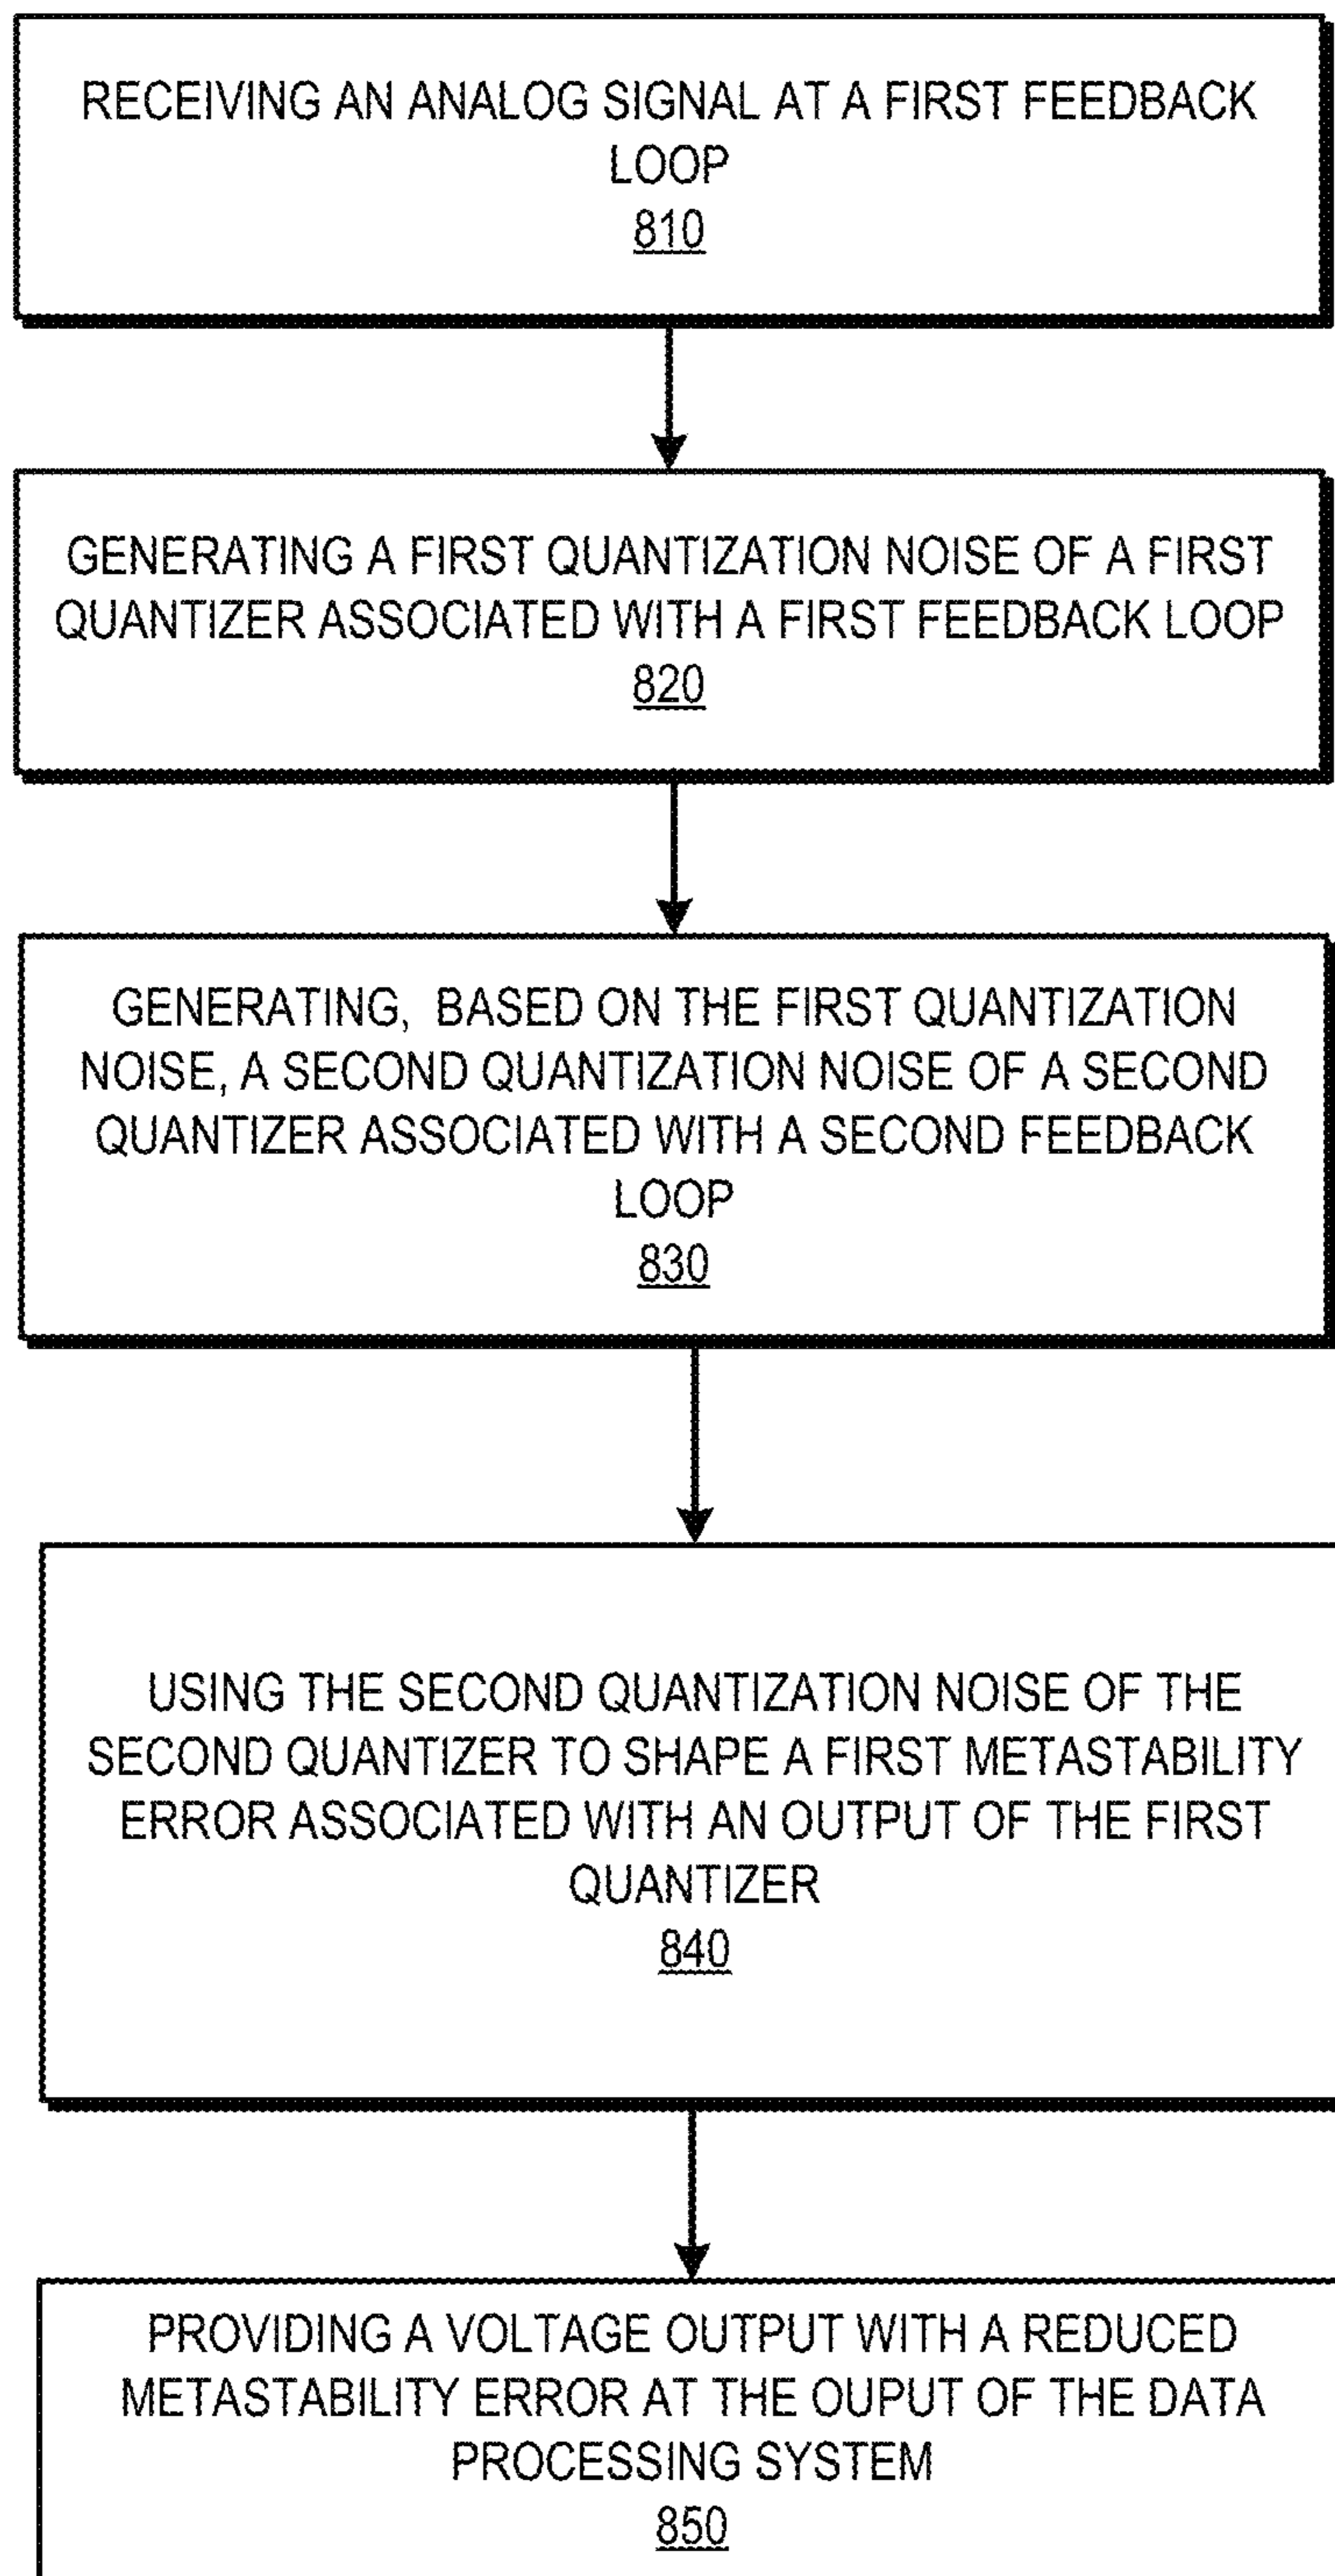 RECEIVING AN ANALOG SIGNAL AT A FIRST FEEDBACK
LOOP
810
GENERATING A FIRST QUANTIZATION NOISE OF A FIRST
QUANTIZER ASSOCIATED WITH A FIRST FEEDBACK LOOP
820
GENERATING, BASED ON THE FIRST QUANTIZATION
NOISE, A SECOND QUANTIZATION NOISE OF A SECOND
QUANTIZER ASSOCIATED WITH A SECOND FEEDBACK
LOOP
830
USING THE SECOND QUANTIZATION NOISE OF THE
SECOND QUANTIZER TO SHAPE A FIRST METASTABILITY
ERROR ASSOCIATED WITH AN OUTPUT OF THE FIRST
QUANTIZER
840
PROVIDING A VOLTAGE OUTPUT WITH A REDUCED
METASTABILITY ERROR AT THE OUPUT OF THE DATA
PROCESSING SYSTEM
850